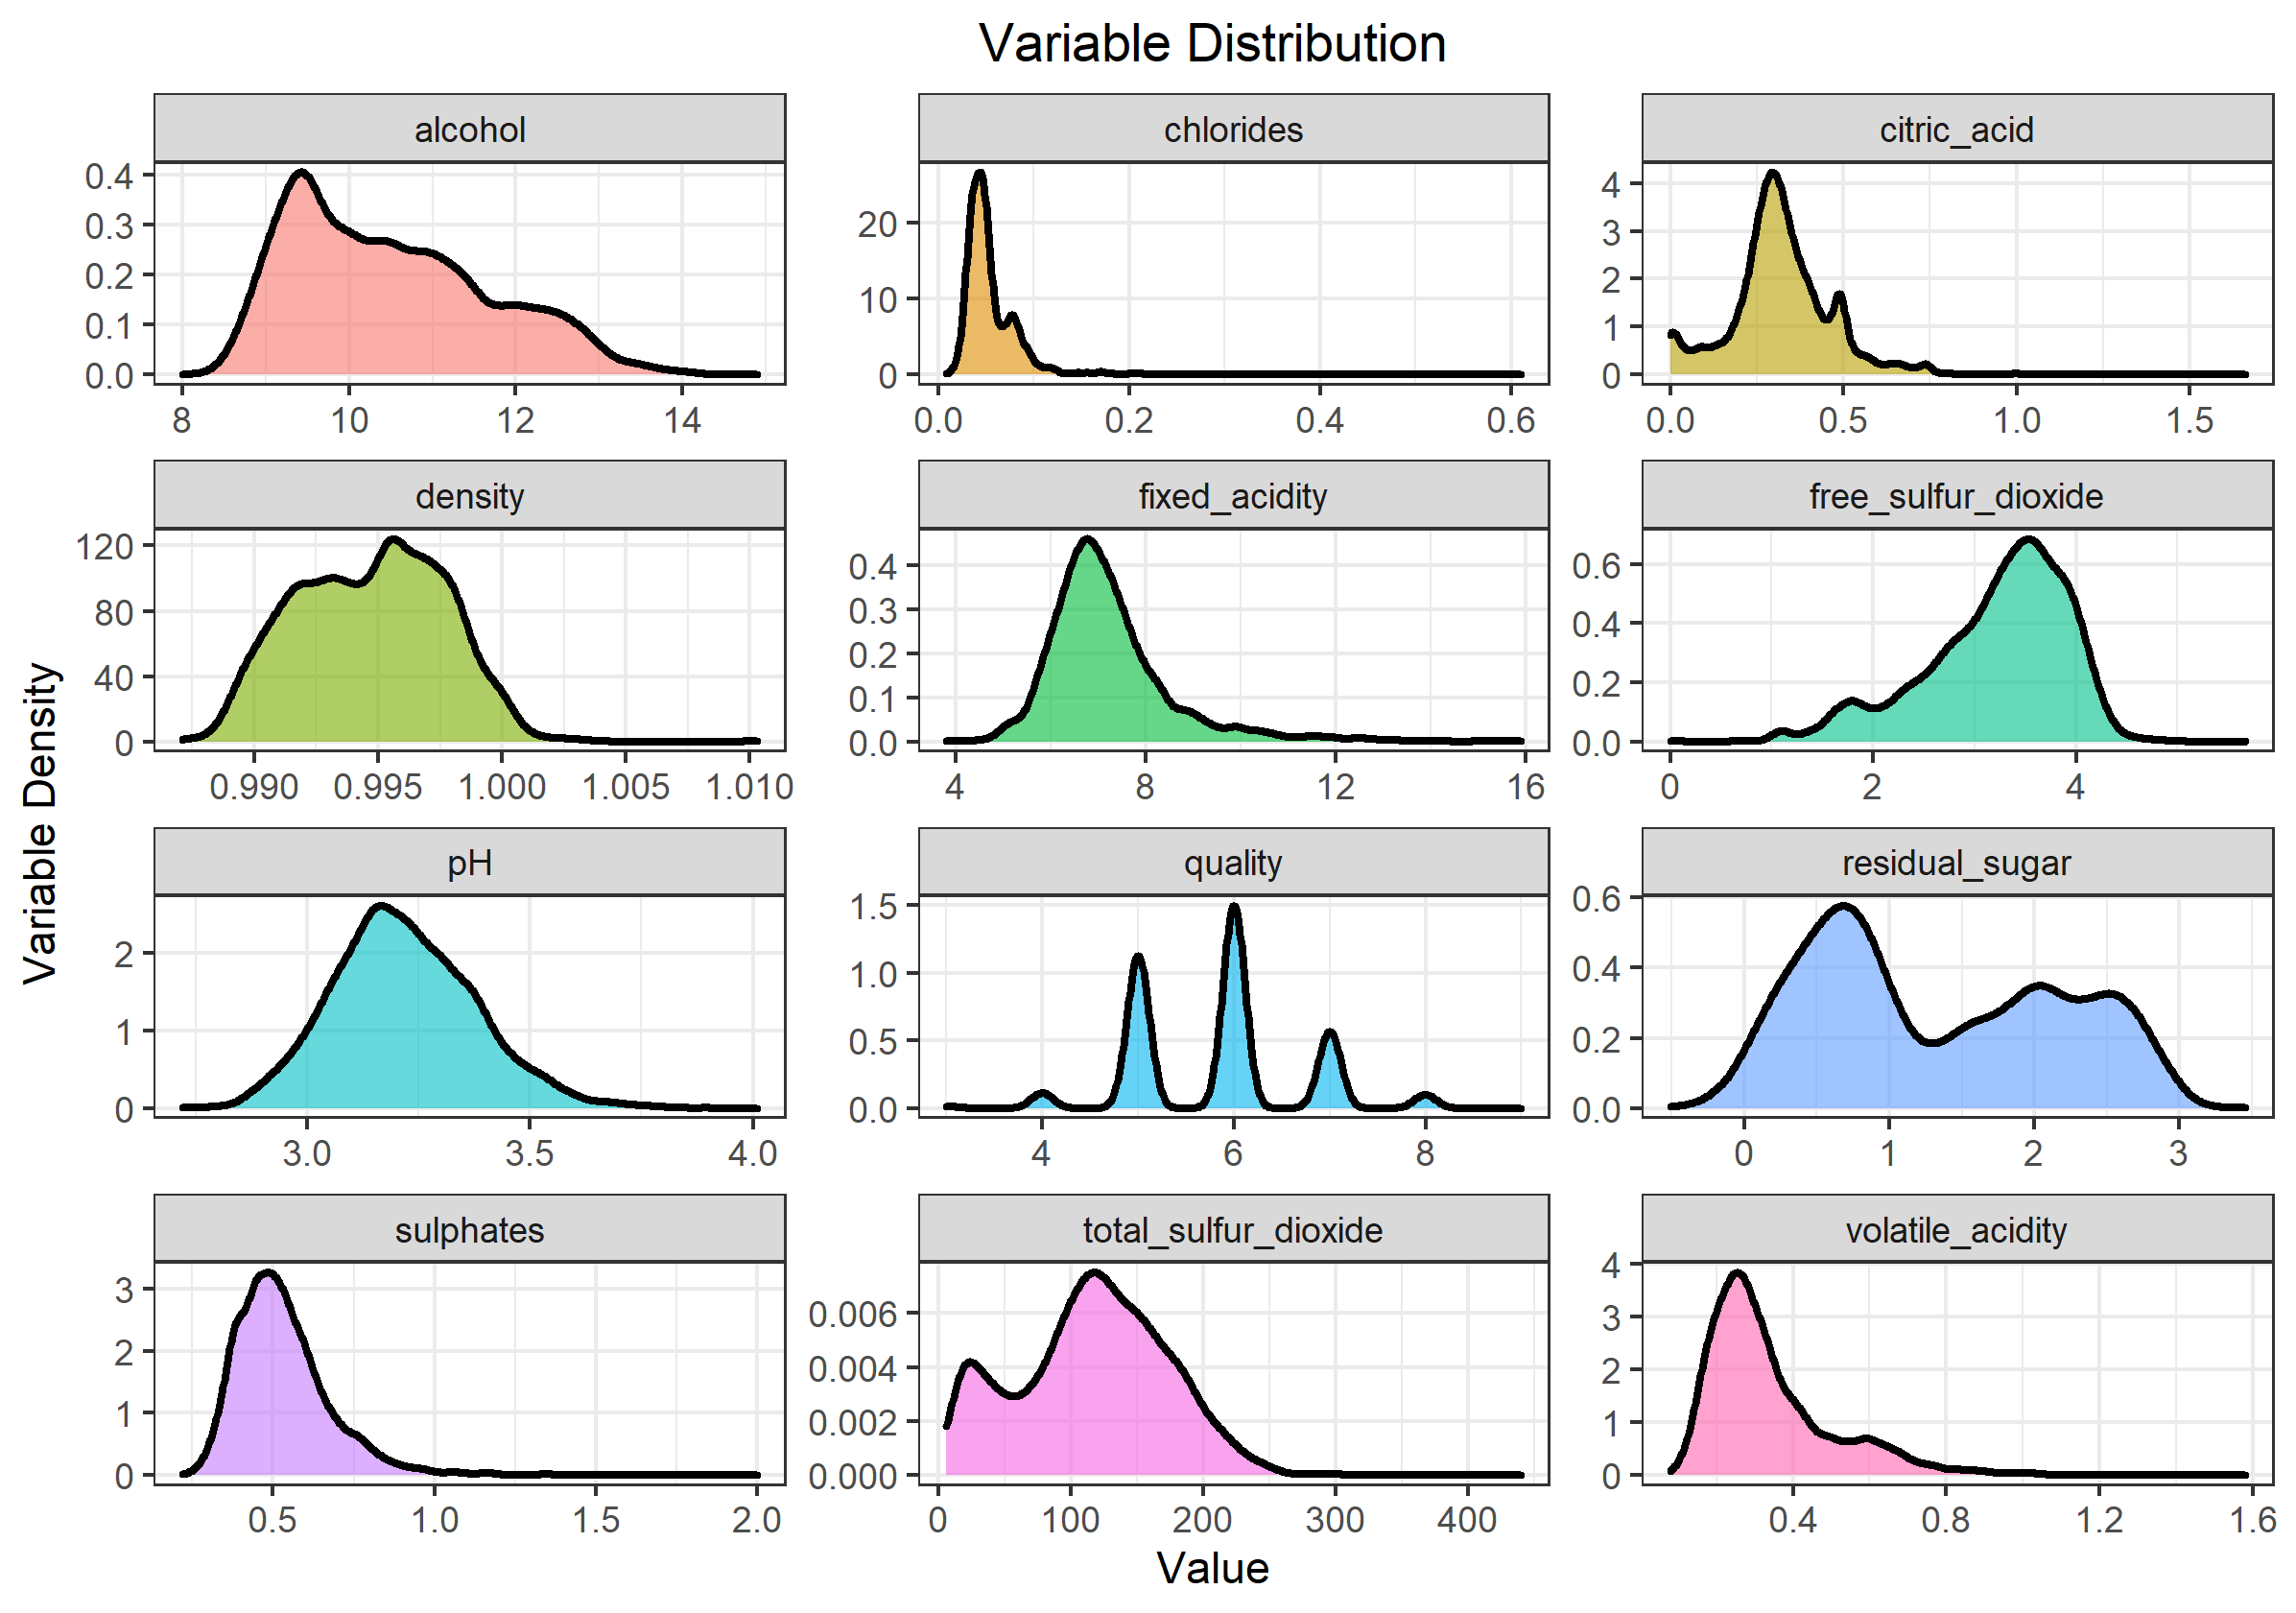 Variable Distribution
alcohol
chlorides
citric_acid
0.4
0.3
0.2
0.1
0.0
8 10 12 14
20
10
0
0.0 0.2 0.4 0.6
4
3
2
1
0
0.0 0.5 1.0 1.5
density
fixed_acidity
free_sulfur_dioxide
120
80
40
0
0.990 0.995 1.000 1.005 1.010
0.4
0.3
0.2
0.1
0.0
4 8 12 16
0.6
0.4
0.2
0.0
0 2 4
pH
quality
residual_sugar
2
1
0
3.0 3.5 4.0
1.5
1.0
0.5
0.0
4 6 8
0.6
0.4
0.2
0.0
0 1 2 3
sulphates
total_sulfur_dioxide
volatile_acidity
3
2
1
0
0.5 1.0 1.5 2.0
0.006
0.004
0.002
0.000
0 100 200 300 400
4
3
2
1
0
0.4 0.8 1.2 1.6
Variable Density
Value